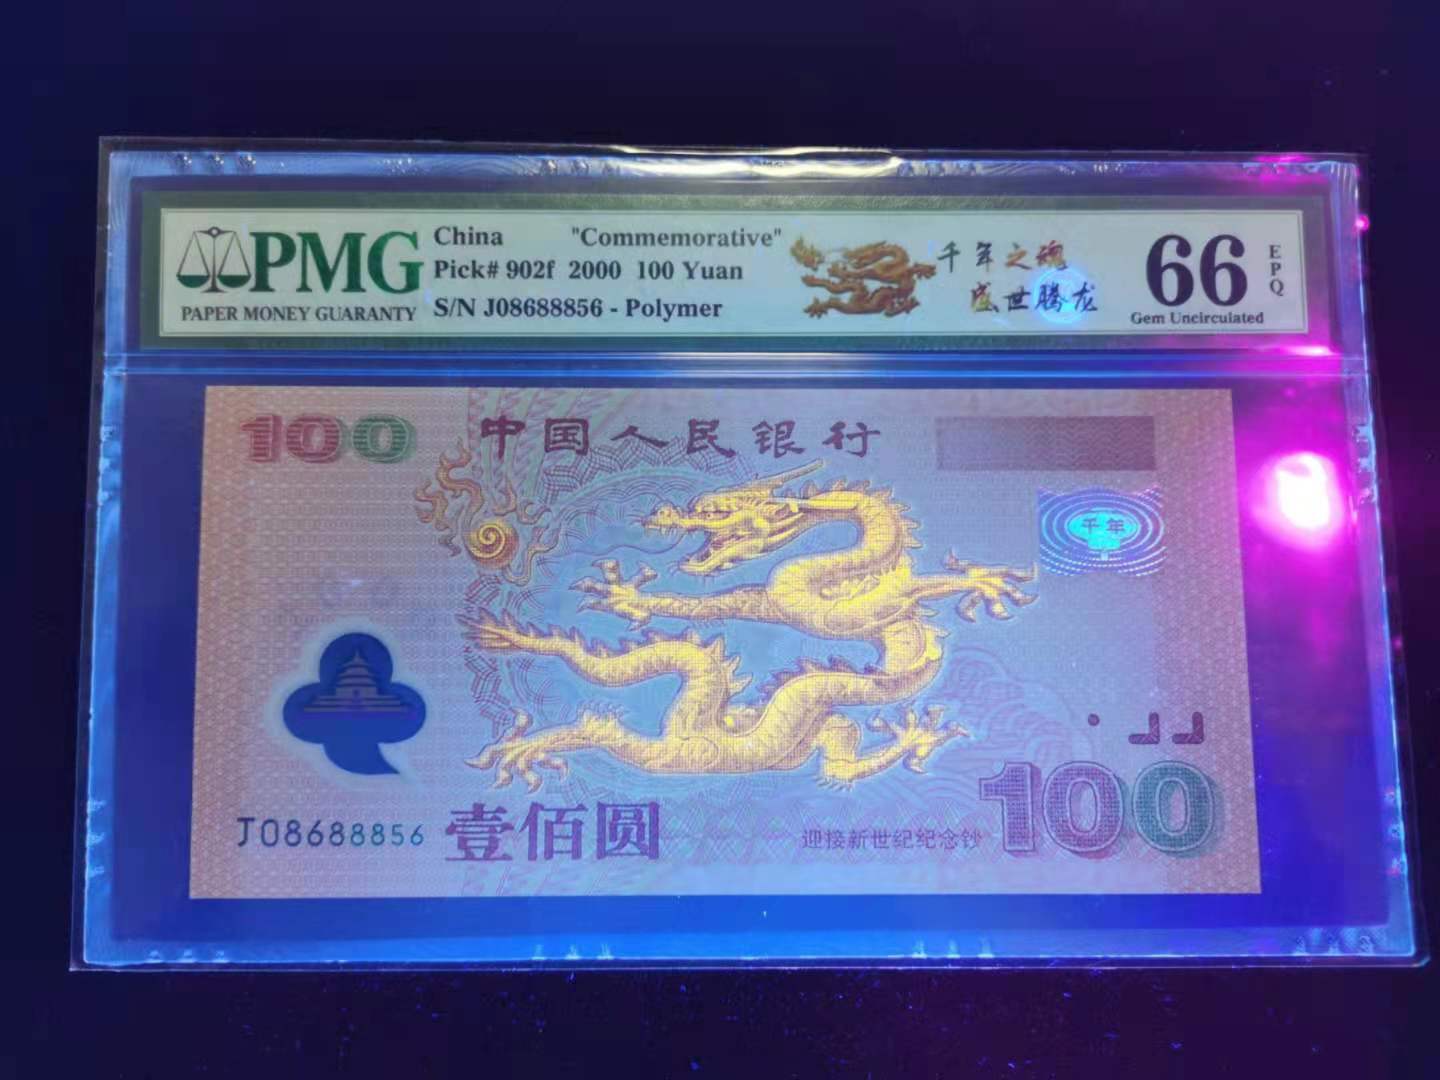 PMG
PAPER MONEY GUARANTY
China "Commemorative"
Pick# 902f 2000 100 Yuan
S/N J08688856 - Polymer
千年之魂
盛世腾龙
66
EPQ
Gem Uncirculated
100
中国人民银行
千年
J08688856
壹佰圆
迎接新世纪纪念钞
100